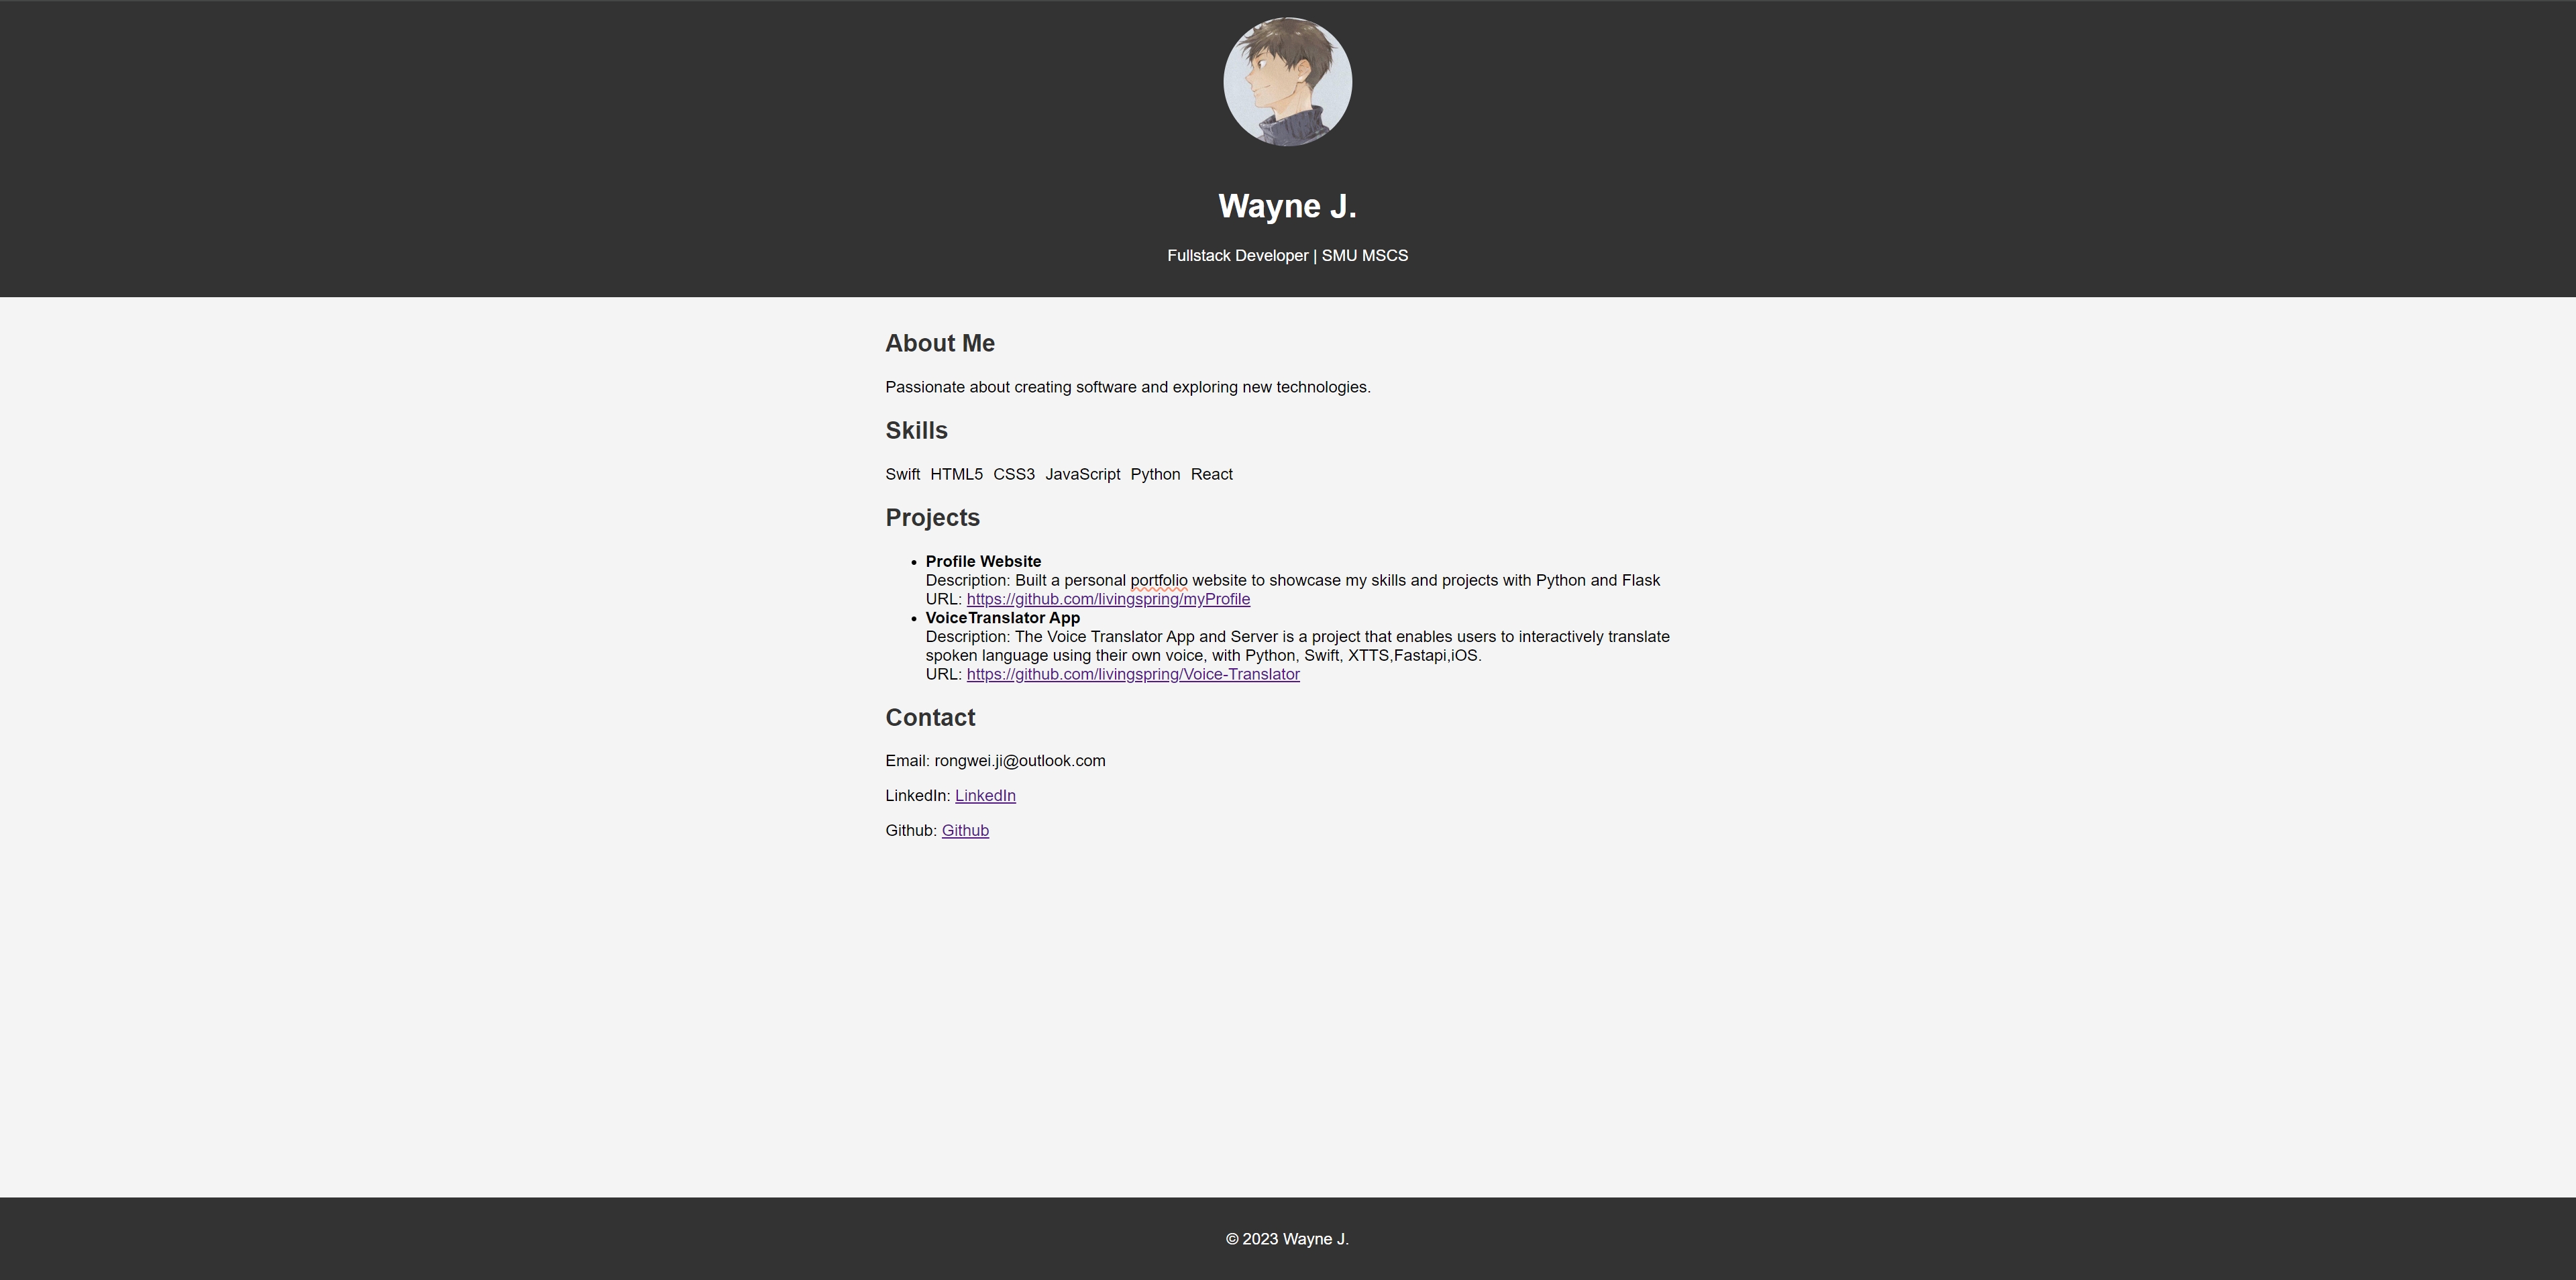 Wayne J.
Fullstack Developer | SMU MSCS
About Me
Passionate about creating software and exploring new technologies.
Skills
Swift HTML5 CSS3 JavaScript Python React
Projects
• Profile Website
Description: Built a personal portfolio website to showcase my skills and projects with Python and Flask
URL: https://github.com/livingspring/myProfile
• VoiceTranslator App
Description: The Voice Translator App and Server is a project that enables users to interactively translate
spoken language using their own voice, with Python, Swift, XTTS,Fastapi,iOS.
URL: https://github.com/livingspring/Voice-Translator
Contact
Email: rongwei.ji@outlook.com
LinkedIn: LinkedIn
Github: Github
© 2023 Wayne J.